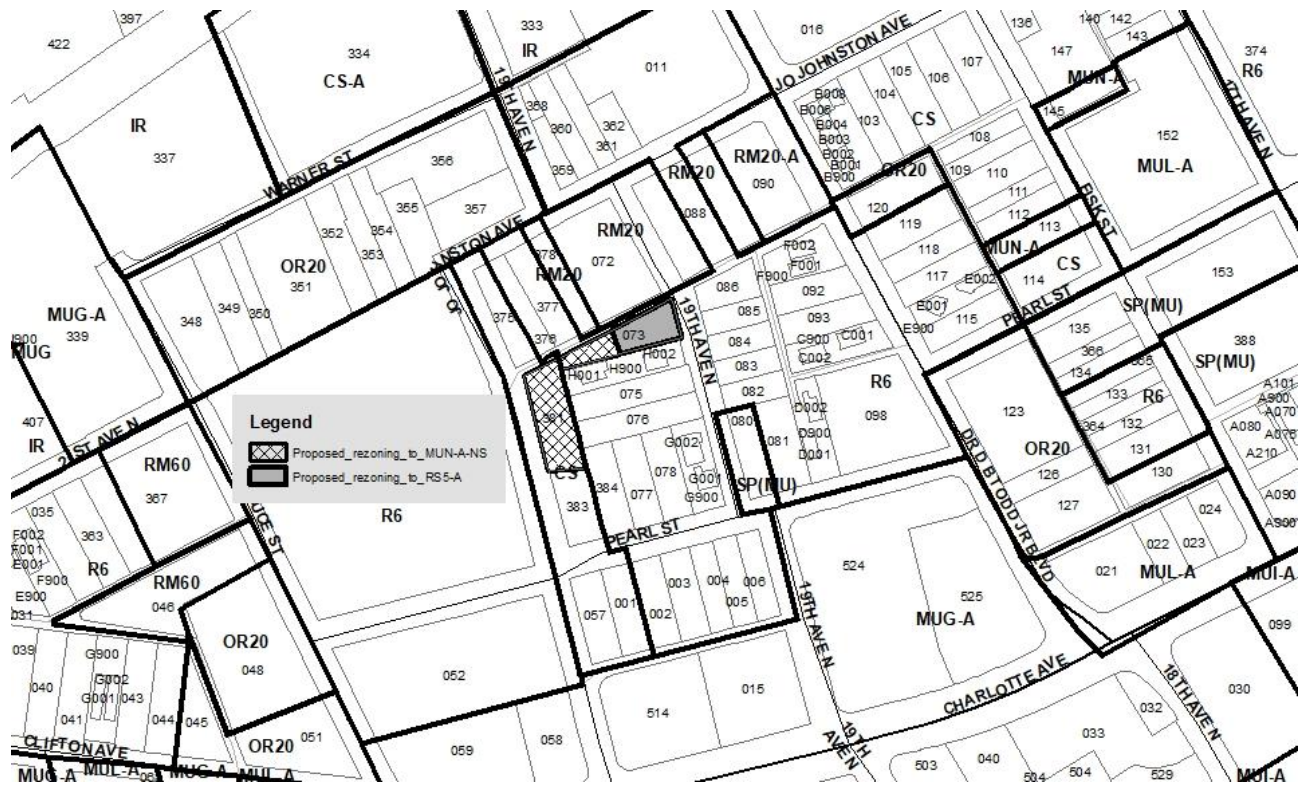 397
422
334
CS-A
IR
337
333
IR
19TH AVE N
011
016
JO JOHNSTON AVE
136
140
142
143
147
374
R6
17TH AVE N
MUN-A
145
152
MUL-A
105
106
107
104
103
CS
B008
B006
B004
B003
B002
B001
B900
108
109
110
111
112
113
MUN-A
FISK ST
CS
114
358
360
362
361
359
WARNER ST
356
355
357
354
353
352
OR20
351
350
349
348
RM20-A
090
RM20
088
RM20
072
378
RM20
377
375
376
OR20
120
119
118
117
E002
E001
E900
115
PEARL ST
F002
F001
F900
086
092
085
093
084
C001
C900
C002
083
082
R6
098
D002
D900
D001
080
081
SP(MU)
073
H002
H900
H001
19TH AVE N
075
076
381
G002
G001
G900
078
077
384
383
CS
PEARL ST
153
SP(MU)
388
SP(MU)
135
366
365
134
133
R6
132
364
131
130
123
OR20
126
127
A101
A900
A070
A080
A210
A090
A900
MUG-A
339
MUG
407
IR
21ST AVE N
RM60
367
035
363
F002
F001
E001
F900
R6
E900
031
RM60
046
OR20
048
R6
Legend
Proposed_rezoning_to_MUN-A-NS
Proposed_rezoning_to_RS5-A
DR D B TODD JR BLVD
024
023
022
021
MUL-A
MUI-A
099
524
525
MUG-A
19TH AVE N
003
004
006
005
002
001
057
052
039
G900
G002
G001
043
040
041
044
045
OR20
051
CLIFTON AVE
MUG-A
MUL-A
MUG-A
MUL-A
059
058
514
015
19TH
AVE N
CHARLOTTE AVE
18TH AVE N
030
032
033
040
503
504
504
529
MUI-A